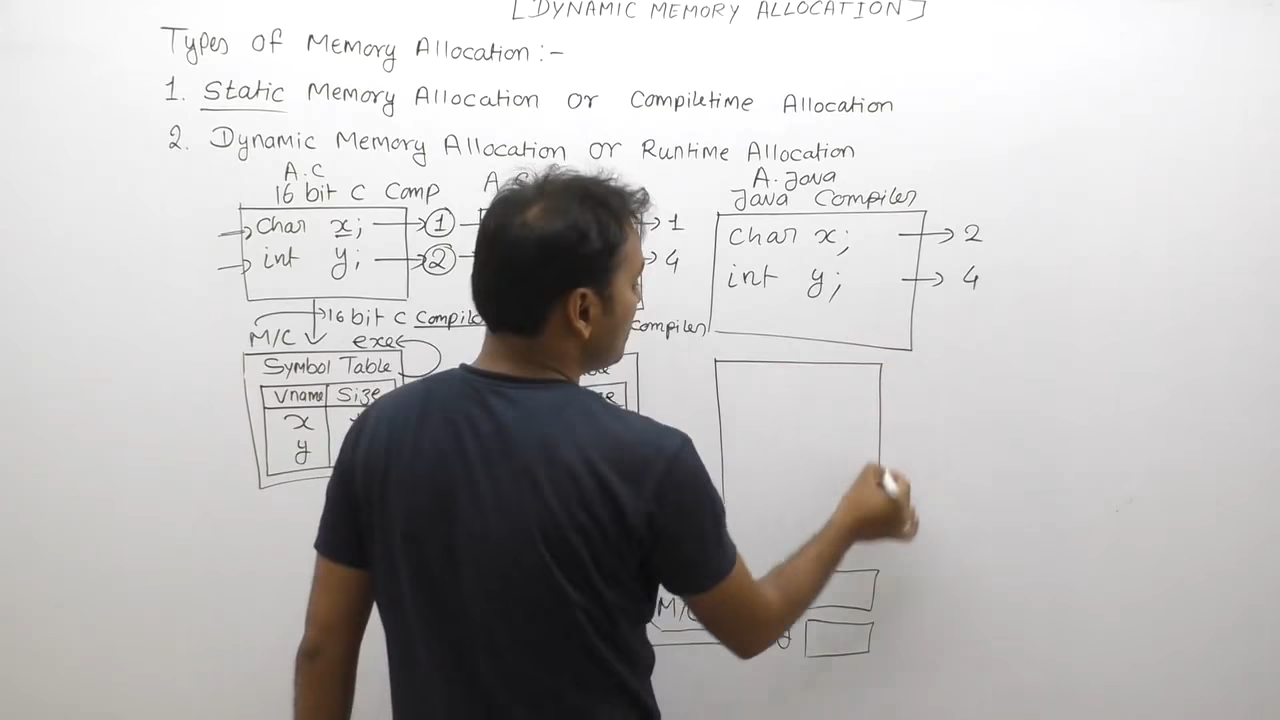 [DYNAMIC MEMORY ALLOCATION]
Types of Memory Allocation :-
1. Static Memory Allocation or Compiletime Allocation
2. Dynamic Memory Allocation or Runtime Allocation
A.C
16 bit C Comp
char x; 1
int y; 2
16 bit C
M/C exe
Symbol Table
Vname Size
x
y
1
4
compiler
M/C
A.Java
Java Compiler
char x; 2
int y; 4